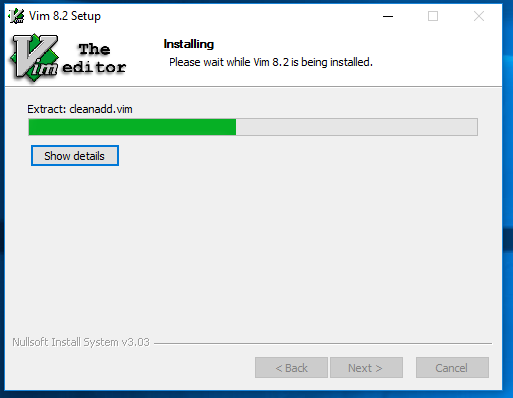 Vim 8.2 Setup
The
Vim editor
Installing
Please wait while Vim 8.2 is being installed.
Extract: cleanadd.vim
Show details
Nullsoft Install System v3.03
< Back
Next >
Cancel